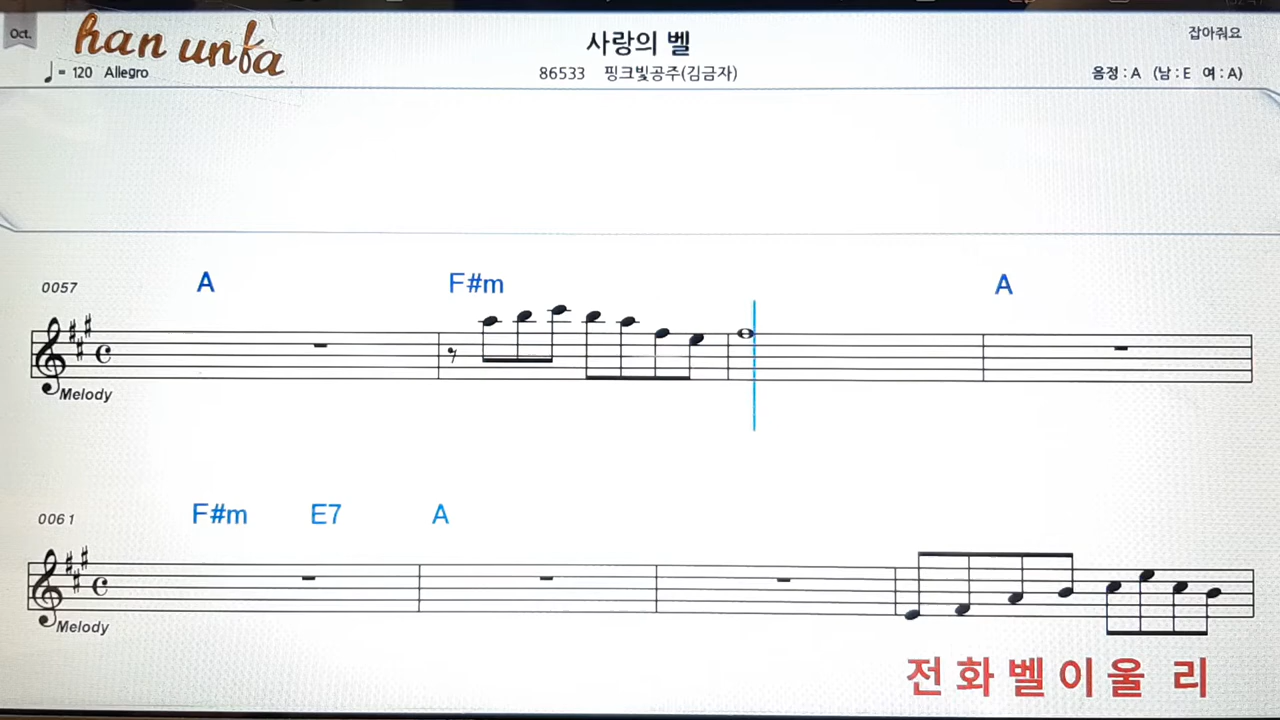 Oct.
han unfa
사랑의 벨
잡아줘요
♩= 120 Allegro
86533 핑크빛공주(김금자)
음정 : A (남 : E 여 : A)
0057
A F#m A
Melody
0061
F#m E7 A
Melody
전 화 벨 이 울 리